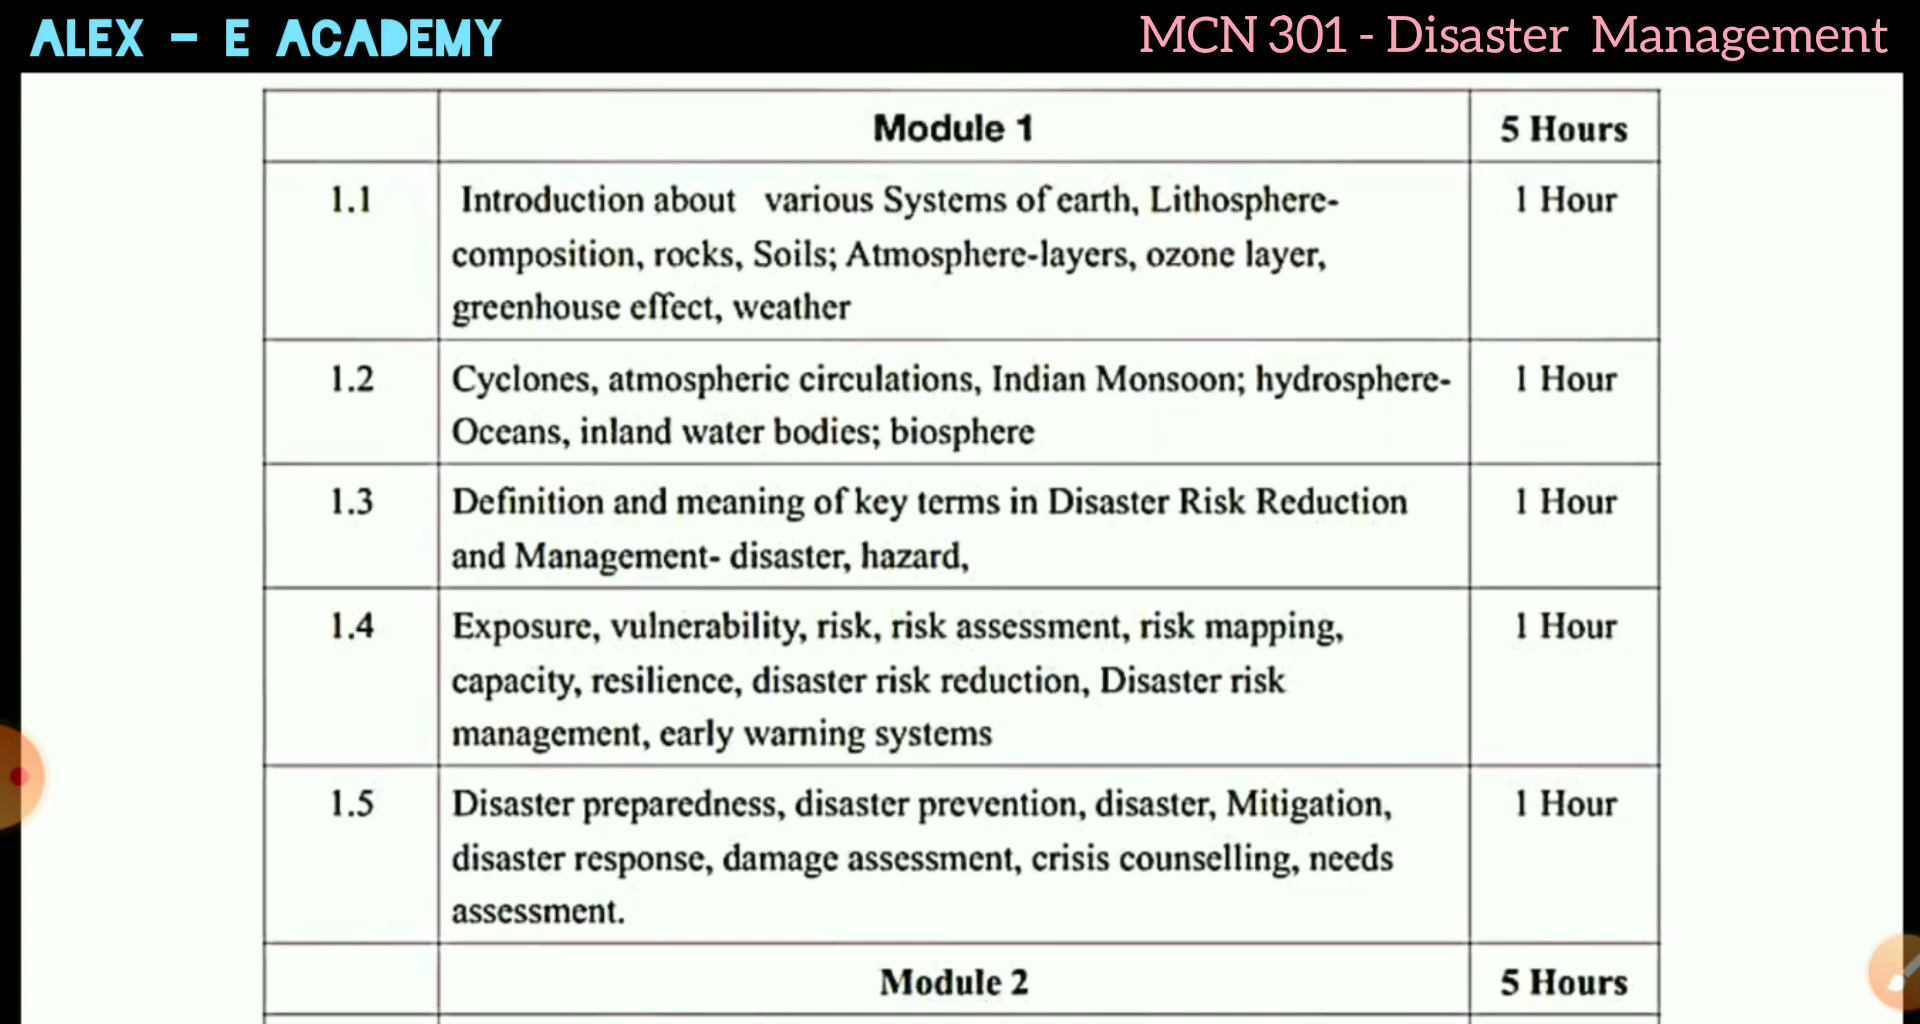 ALEX - E ACADEMY
MCN 301 - Disaster Management
Module 1
5 Hours
1.1
Introduction about various Systems of earth, Lithosphere-
composition, rocks, Soils; Atmosphere-layers, ozone layer,
greenhouse effect, weather
1 Hour
1.2
Cyclones, atmospheric circulations, Indian Monsoon; hydrosphere-
Oceans, inland water bodies; biosphere
1 Hour
1.3
Definition and meaning of key terms in Disaster Risk Reduction
and Management- disaster, hazard,
1 Hour
1.4
Exposure, vulnerability, risk, risk assessment, risk mapping,
capacity, resilience, disaster risk reduction, Disaster risk
management, early warning systems
1 Hour
1.5
Disaster preparedness, disaster prevention, disaster, Mitigation,
disaster response, damage assessment, crisis counselling, needs
assessment.
1 Hour
Module 2
5 Hours